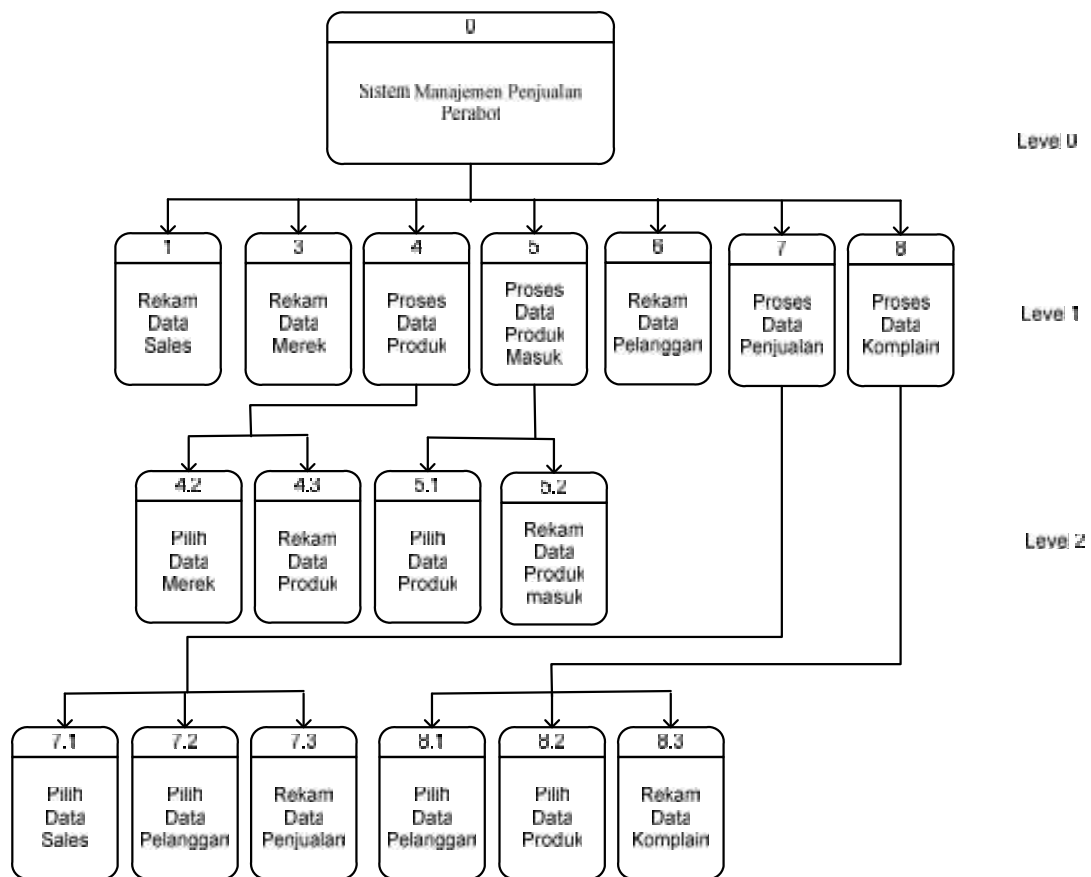 0
Sistem Manajemen Penjualan
Perabot
Level 0
1
Rekam
Data
Sales
3
Rekam
Data
Merek
4
Proses
Data
Produk
5
Proses
Data
Produk
Masuk
6
Rekam
Data
Pelanggan
7
Proses
Data
Penjualan
8
Proses
Data
Komplain
Level 1
4.2
Pilih
Data
Merek
4.3
Rekam
Data
Produk
5.1
Pilih
Data
Produk
5.2
Rekam
Data
Produk
masuk
Level 2
7.1
Pilih
Data
Sales
7.2
Pilih
Data
Pelanggan
7.3
Rekam
Data
Penjualan
8.1
Pilih
Data
Pelanggan
8.2
Pilih
Data
Produk
8.3
Rekam
Data
Komplain